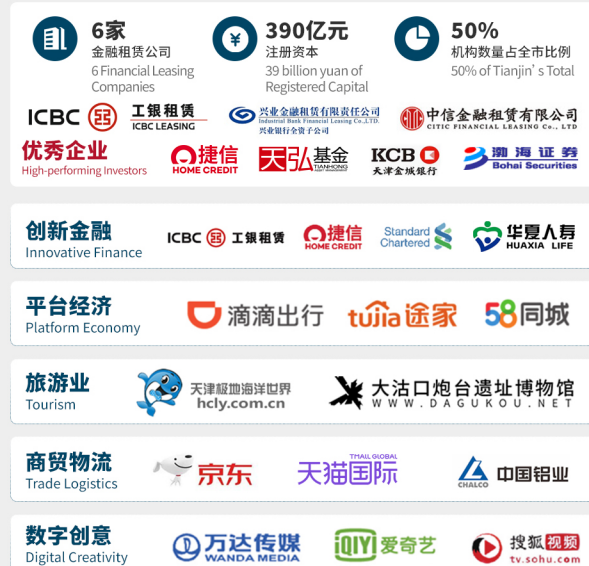 6家
金融租赁公司
6 Financial Leasing
Companies
390亿元
注册资本
39 billion yuan of
Registered Capital
50%
机构数量占全市比例
50% of Tianjin's Total
ICBC 工银租赁
ICBC LEASING
兴业金融租赁有限责任公司
Industrial Bank Financial Leasing Co.,LTD.
兴业银行全资子公司
中信金融租赁有限公司
CITIC FINANCIAL LEASING CO., LTD
优秀企业
High-performing Investors
捷信
HOME CREDIT
天弘基金
TIANHONG
KCB
天津金城银行
渤海证券
Bohai Securities
创新金融
Innovative Finance
ICBC 工银租赁
捷信
HOME CREDIT
Standard
Chartered
华夏人寿
HUAXIA LIFE
平台经济
Platform Economy
滴滴出行
tujia途家
58同城
旅游业
Tourism
天津极地海洋世界
hcly.com.cn
大沽口炮台遗址博物馆
WWW.DAGUKOU.NET
商贸物流
Trade Logistics
京东
TMALL GLOBAL
天猫国际
CHALCO
中国铝业
数字创意
Digital Creativity
万达传媒
WANDA MEDIA
iQIYI 爱奇艺
搜狐视频
tv.sohu.com